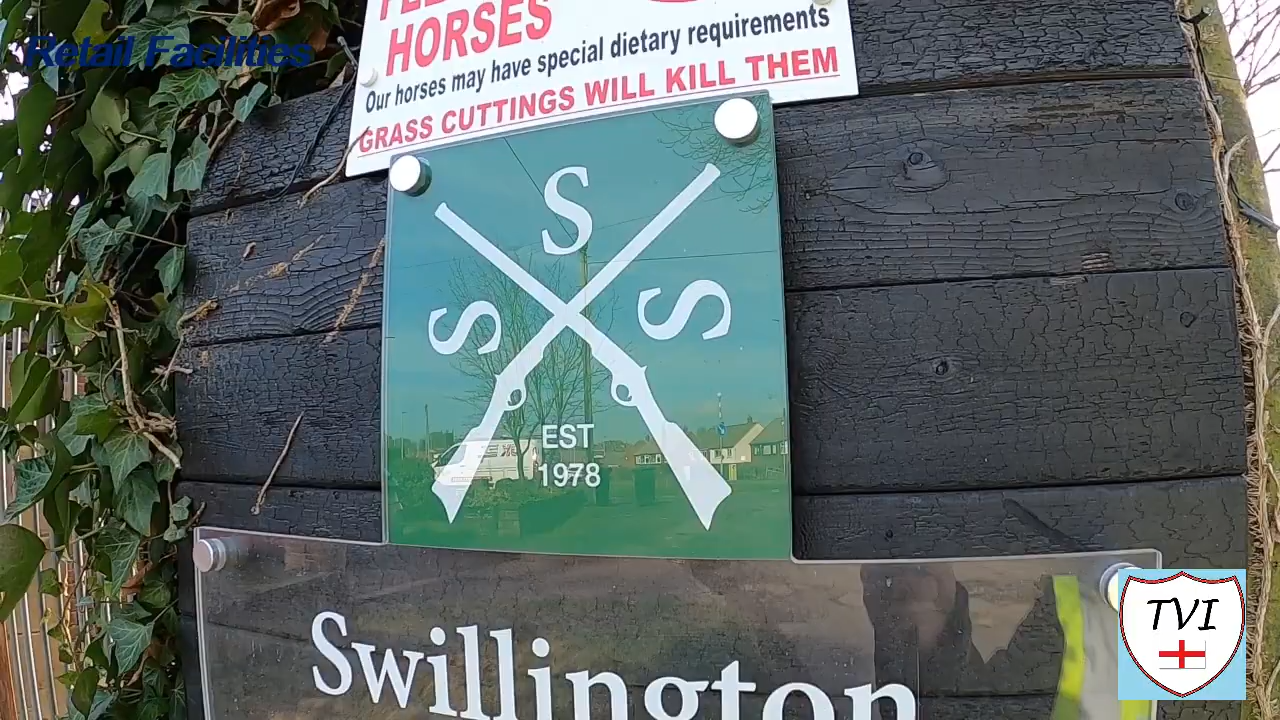 Retail Facilities
HORSES
Our horses may have special dietary requirements
GRASS CUTTINGS WILL KILL THEM
S
S S
EST
1978
Swillington
TVI